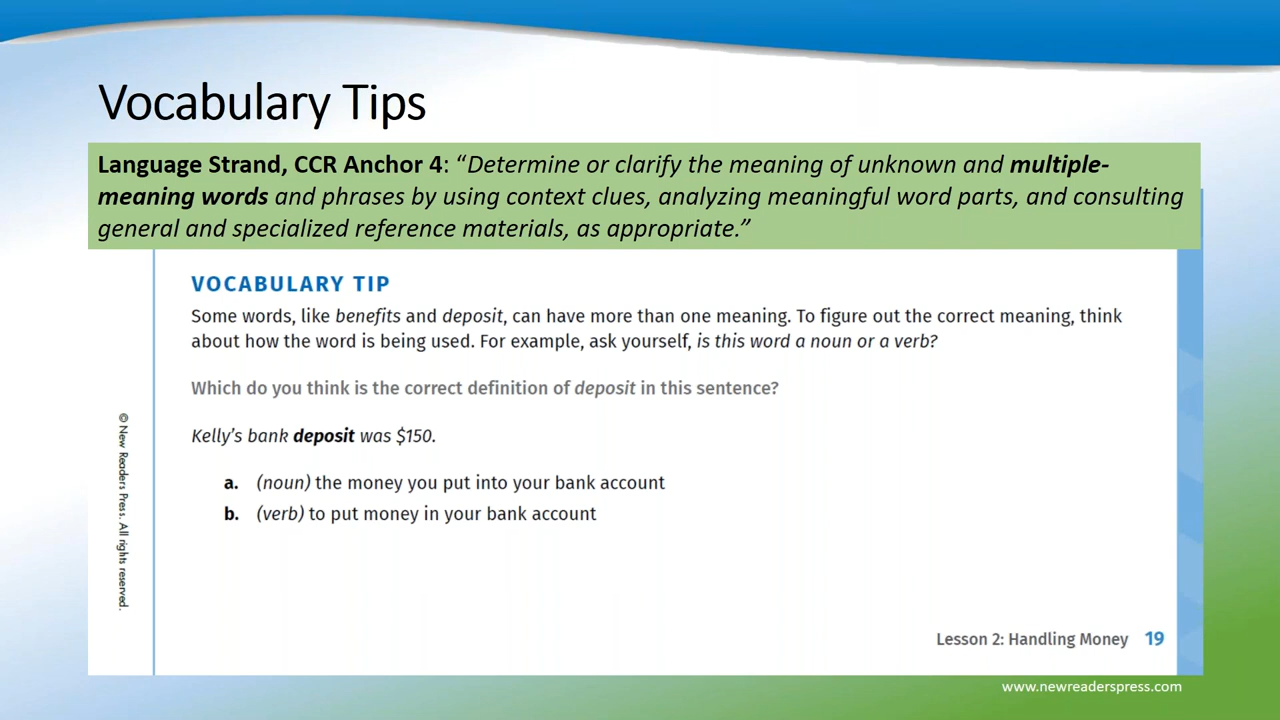 Vocabulary Tips
Language Strand, CCR Anchor 4: “Determine or clarify the meaning of unknown and multiple-
meaning words and phrases by using context clues, analyzing meaningful word parts, and consulting
general and specialized reference materials, as appropriate.”
VOCABULARY TIP
Some words, like benefits and deposit, can have more than one meaning. To figure out the correct meaning, think
about how the word is being used. For example, ask yourself, is this word a noun or a verb?
Which do you think is the correct definition of deposit in this sentence?
Kelly’s bank deposit was $150.
a. (noun) the money you put into your bank account
b. (verb) to put money in your bank account
© New Readers Press. All rights reserved.
Lesson 2: Handling Money 19
www.newreaderspress.com